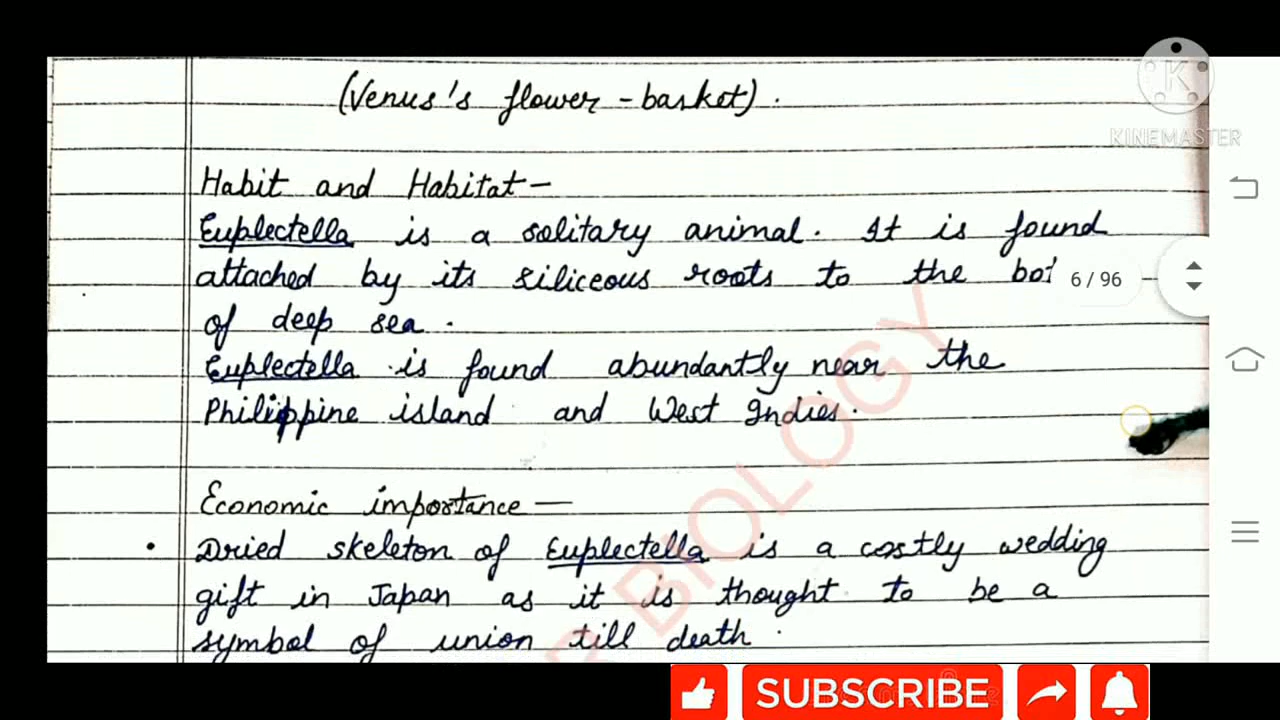 (Venus's flower-basket).
KINEMASTER
Habit and Habitat-
Euplectella is a solitary animal. It is found
attached by its siliceous roots to the
6/96
of deep sea.
Euplectella is found abundantly near the
Philippine island and West Indies.
Economic importance-
• Dried skeleton of Euplectella is a costly wedding
gift in Japan as it is thought to be a
symbol of union till death.
BIOLOGY
SUBSCRIBE